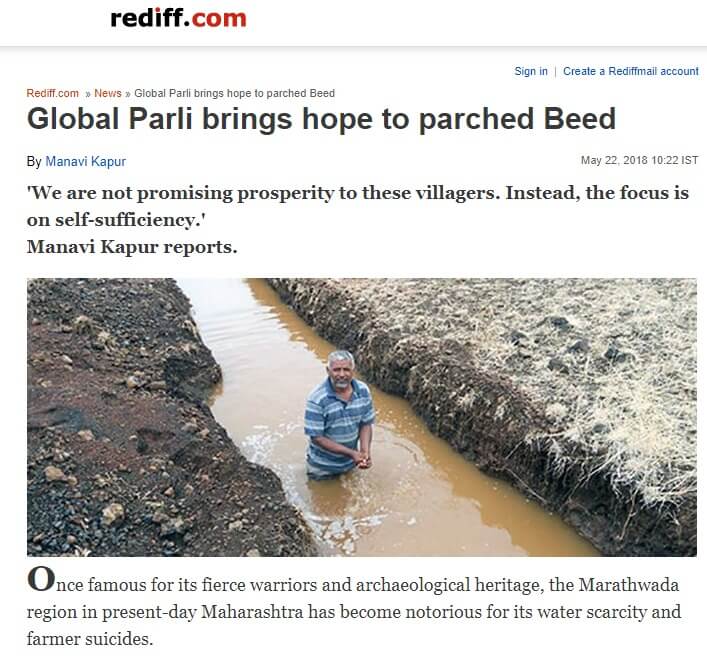 rediff.com
Sign in | Create a Rediffmail account
Rediff.com » News » Global Parli brings hope to parched Beed
Global Parli brings hope to parched Beed
By Manavi Kapur
May 22, 2018 10:22 IST
'We are not promising prosperity to these villagers. Instead, the focus is
on self-sufficiency.'
Manavi Kapur reports.
Once famous for its fierce warriors and archaeological heritage, the Marathwada
region in present-day Maharashtra has become notorious for its water scarcity and
farmer suicides.